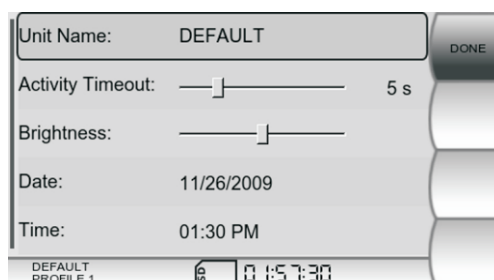 Unit Name: DEFAULT
DONE
Activity Timeout: 5 s
Brightness:
Date: 11/26/2009
Time: 01:30 PM
DEFAULT
PROFILE 1
SD
01:57:30